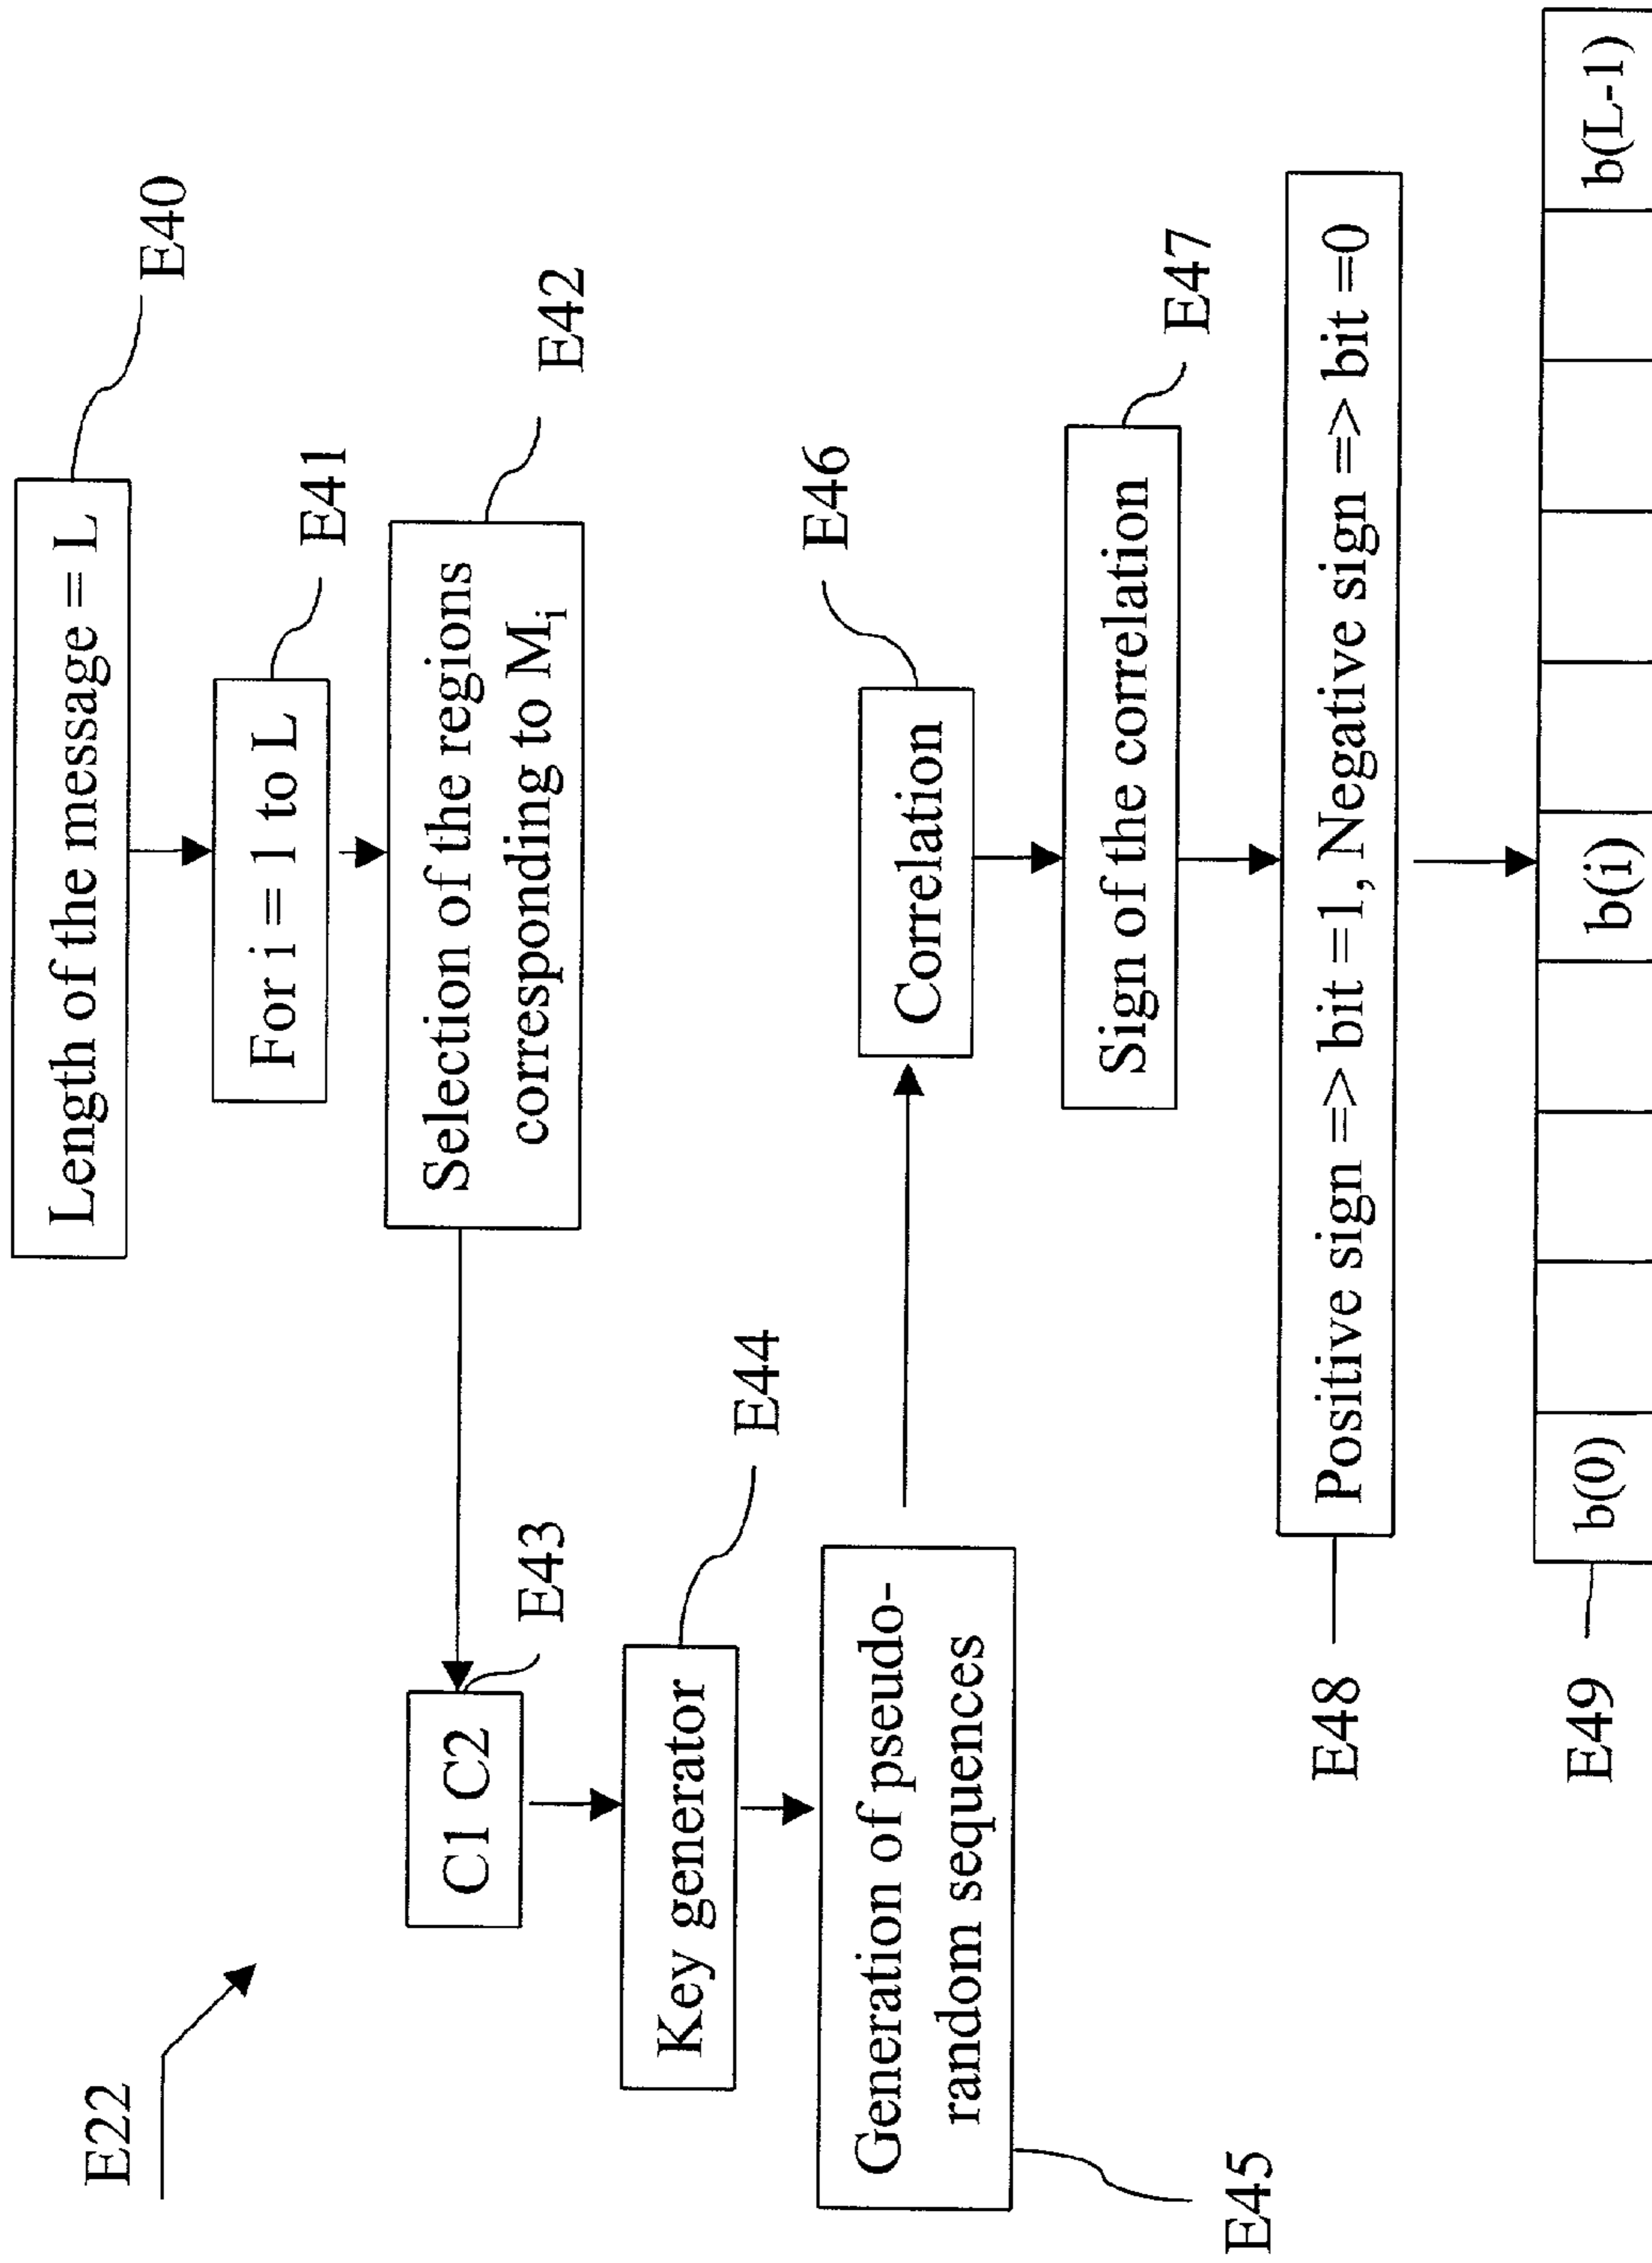 E22
Length of the message = L
E40
For i = 1 to L
E41
Selection of the regions
corresponding to Mi
E42
C1 C2
E43
Key generator
E44
Generation of pseudo-
random sequences
E45
Correlation
E46
Sign of the correlation
E47
Positive sign => bit =1, Negative sign => bit =0
E48
b(0)
b(i)
b(L-1)
E49